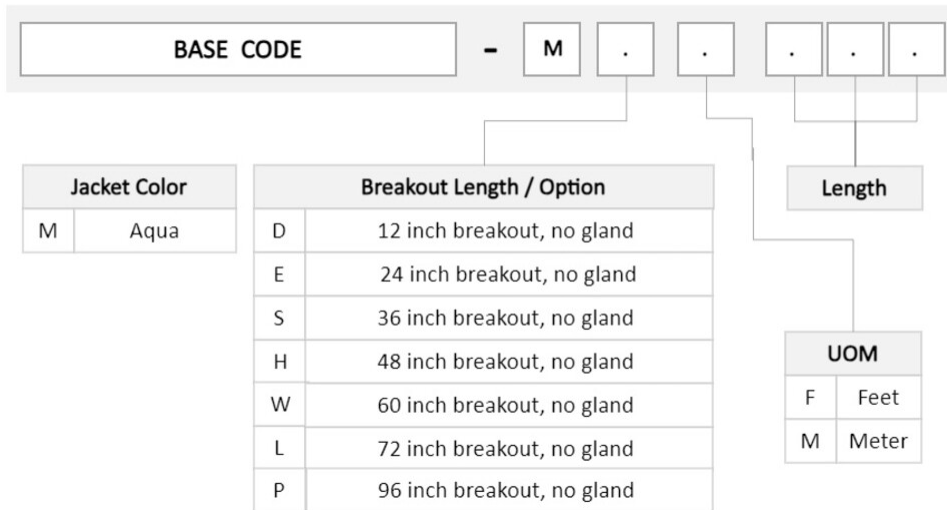 BASE CODE - M . . . . .
Jacket Color
M Aqua
Breakout Length / Option
D 12 inch breakout, no gland
E 24 inch breakout, no gland
S 36 inch breakout, no gland
H 48 inch breakout, no gland
W 60 inch breakout, no gland
L 72 inch breakout, no gland
P 96 inch breakout, no gland
Length
UOM
F Feet
M Meter